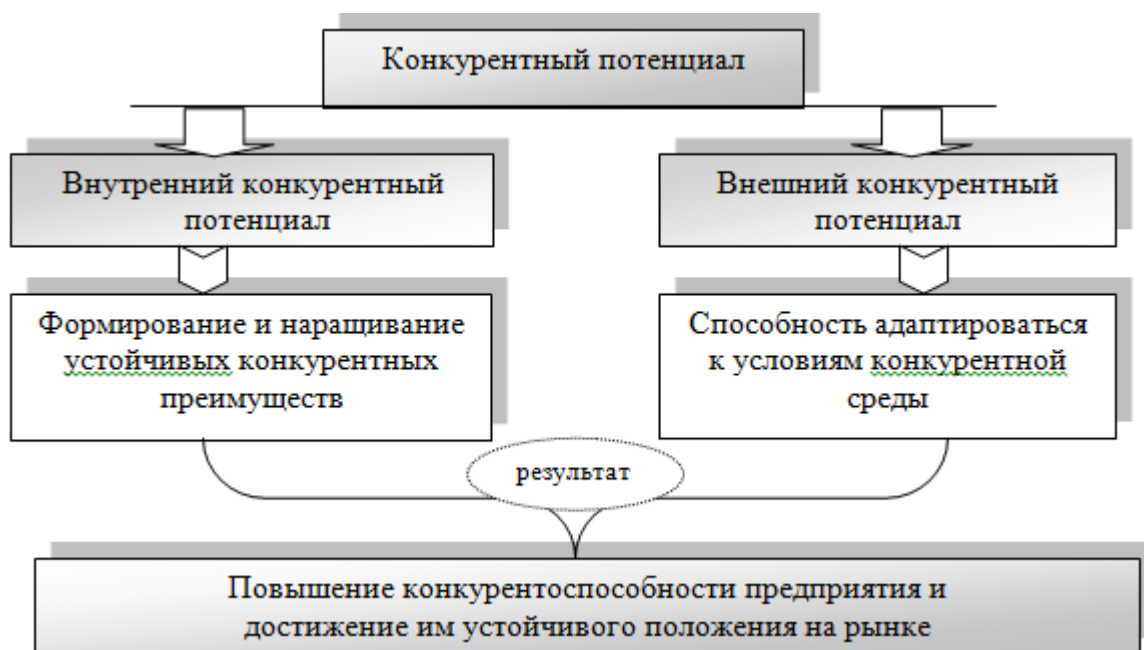 Конкурентный потенциал
Внутренний конкурентный
потенциал
Внешний конкурентный
потенциал
Формирование и наращивание
устойчивых конкурентных
преимуществ
Способность адаптироваться
к условиям конкурентной
среды
результат
Повышение конкурентоспособности предприятия и
достижение им устойчивого положения на рынке